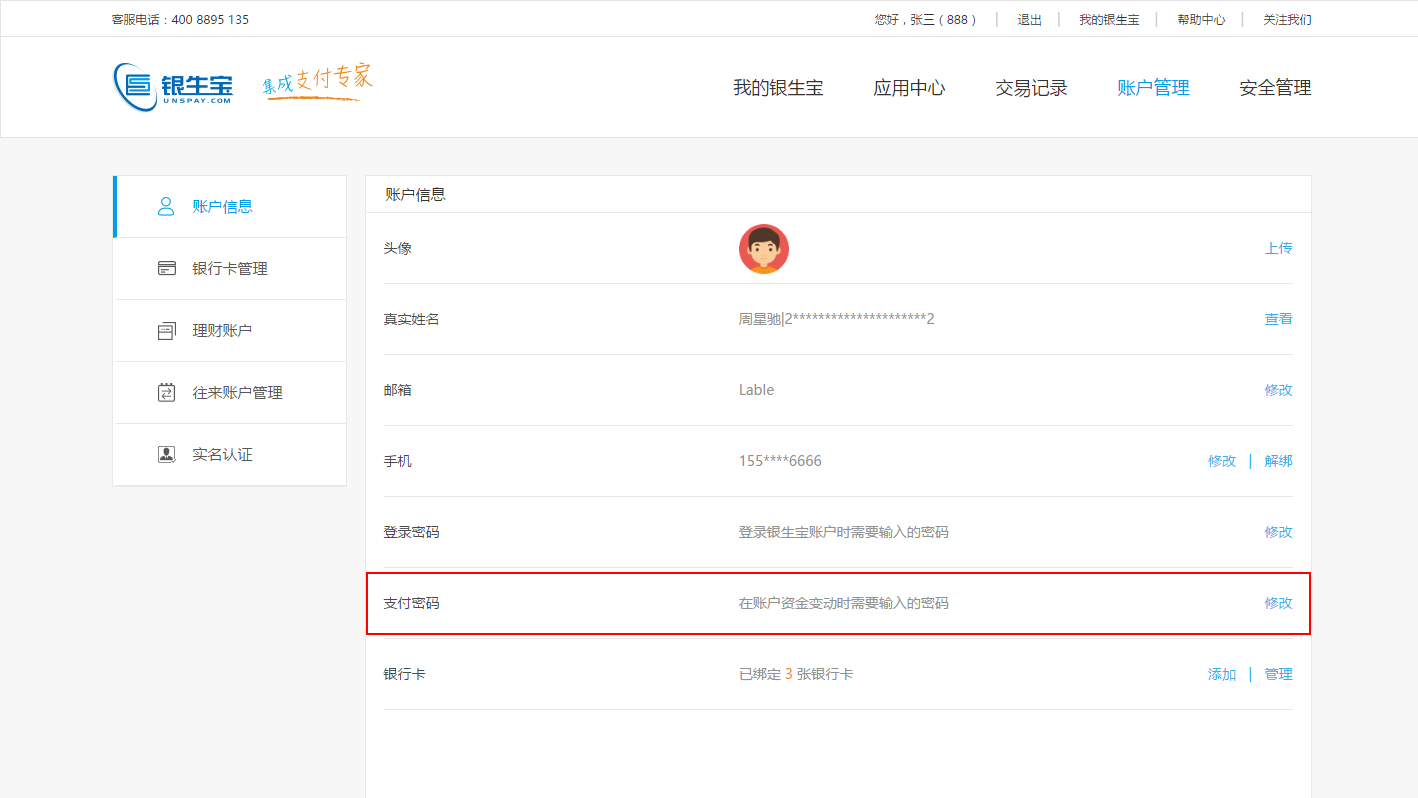 客服电话：400 8895 135
您好，张三（888） | 退出 | 我的银生宝 | 帮助中心 | 关注我们
银生宝
UNSPAY.COM
集成支付专家
我的银生宝 应用中心 交易记录 账户管理 安全管理
账户信息
银行卡管理
理财账户
往来账户管理
实名认证
账户信息
头像 上传
真实姓名 周星驰|2*********************2 查看
邮箱 Lable 修改
手机 155****6666 修改 | 解绑
登录密码 登录银生宝账户时需要输入的密码 修改
支付密码 在账户资金变动时需要输入的密码 修改
银行卡 已绑定 3 张银行卡 添加 | 管理